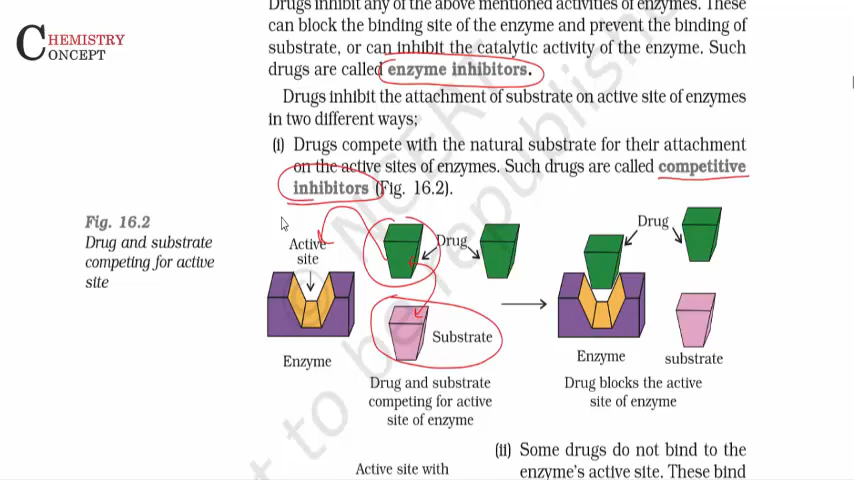 CHEMISTRY
CONCEPT
Drugs inhibit any of the above mentioned activities of enzymes. These
can block the binding site of the enzyme and prevent the binding of
substrate, or can inhibit the catalytic activity of the enzyme. Such
drugs are called enzyme inhibitors.
Drugs inhibit the attachment of substrate on active site of enzymes
in two different ways;
(i) Drugs compete with the natural substrate for their attachment
on the active sites of enzymes. Such drugs are called competitive
inhibitors (Fig. 16.2).
Fig. 16.2
Drug and substrate
competing for active
site
Active
site
Drug
Drug
Substrate
Enzyme
Enzyme
substrate
Drug and substrate
competing for active
site of enzyme
Drug blocks the active
site of enzyme
(ii) Some drugs do not bind to the
enzyme's active site. These bind
Active site with
© NCERT
not to be republished